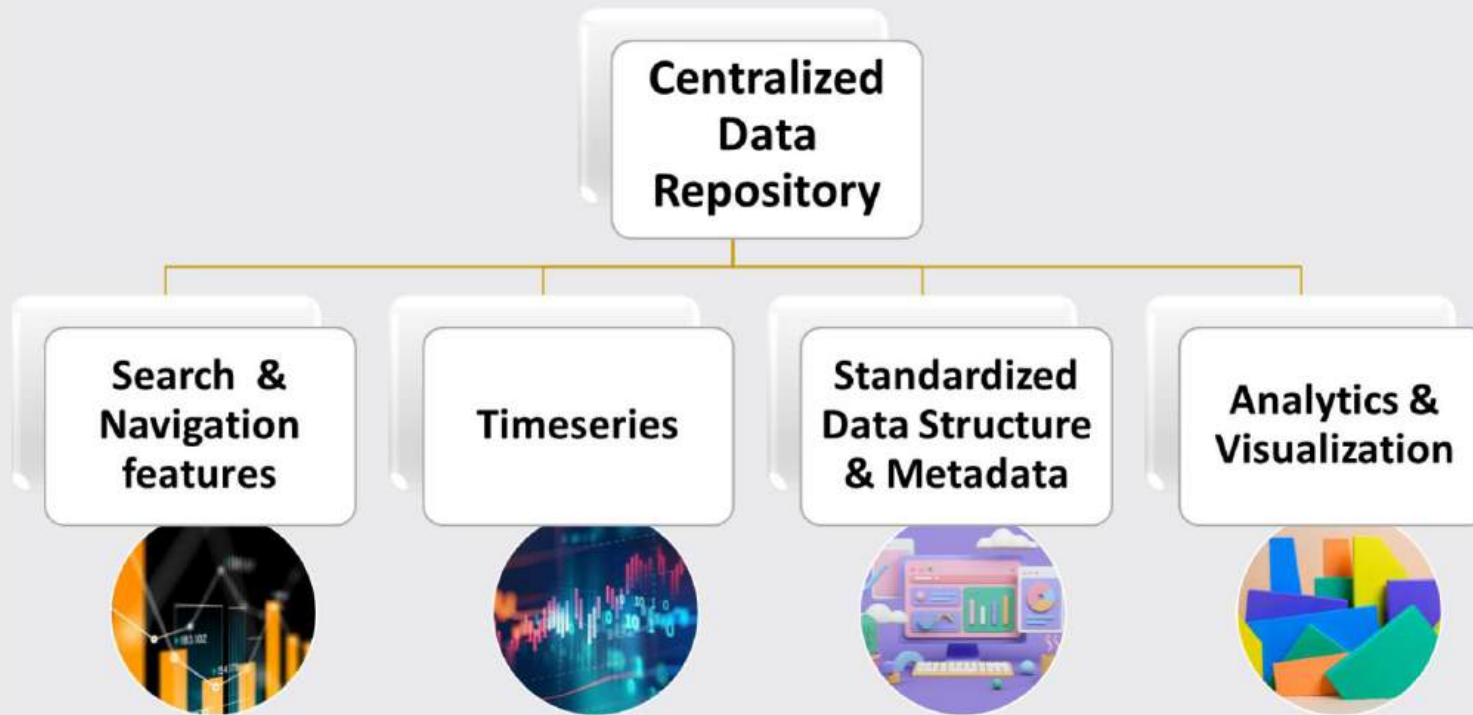 Centralized
Data
Repository
Search & 
Navigation
features
Timeseries
Standardized
Data Structure
& Metadata
Analytics &
Visualization